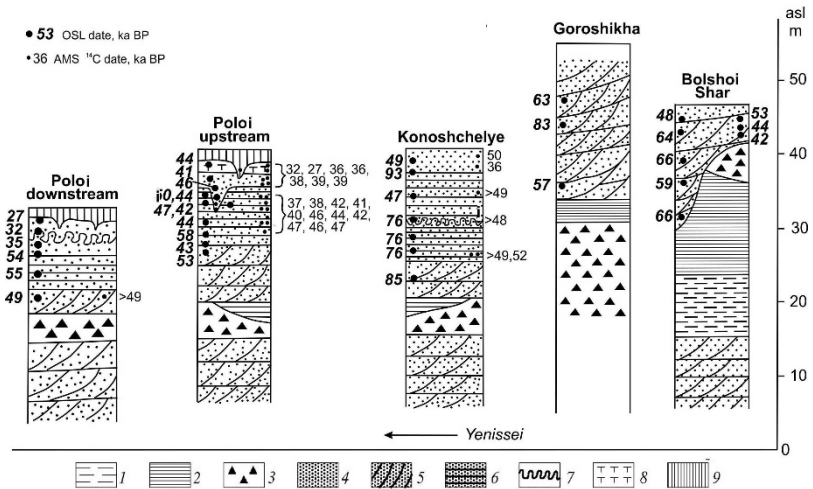 ● 53 OSL date, ka BP
• 36 AMS ¹⁴C date, ka BP
Goroshikha
asl
m
50
40
30
20
10
0
Bolshoi
Shar
Poloi
upstream
Konoshchelye
Poloi
downstream
63
83
57
48
64
66
59
66
53
44
42
44
41
46
47,42
44
58
43
53
32, 27, 36, 36,
38, 39, 39
37, 38, 42, 41,
40, 46, 44, 42,
47, 46, 47
49
93
47
76
76
76
85
50
36
>49
>48
>49,52
27
32
35
54
55
49
>49
Yenissei
1
2
3
4
5
6
7
8
9